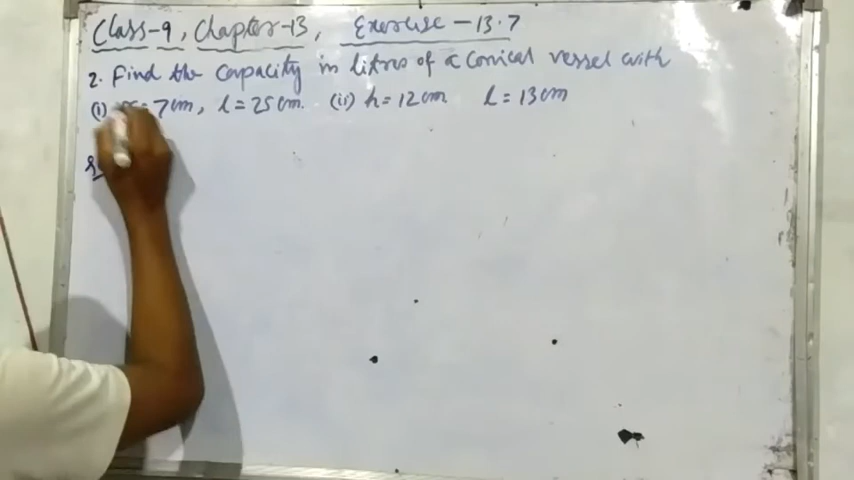 Class-9, Chapter-13, Exercise-13.7
2. Find the capacity in litres of a conical vessel with
(i) r = 7cm, l = 25cm. (ii) h = 12cm l = 13cm